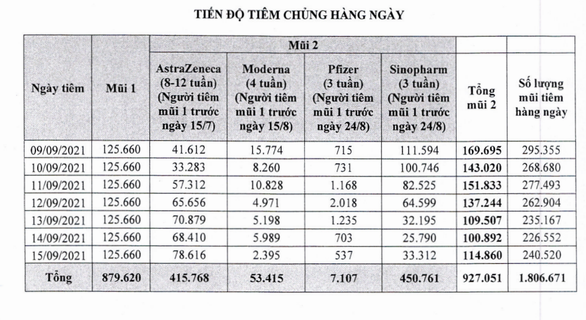 TIẾN ĐỘ TIÊM CHỦNG HÀNG NGÀY
Ngày tiêm Mũi 1 Mũi 2 Tổng mũi 2 Số lượng mũi tiêm hàng ngày
AstraZeneca (8-12 tuần) (Người tiêm mũi 1 trước ngày 15/7) Moderna (4 tuần) (Người tiêm mũi 1 trước ngày 15/8) Pfizer (3 tuần) (Người tiêm mũi 1 trước ngày 24/8) Sinopharm (3 tuần) (Người tiêm mũi 1 trước ngày 24/8)
09/09/2021 125.660 41.612 15.774 715 111.594 169.695 295.355
10/09/2021 125.660 33.283 8.260 731 100.746 143.020 268.680
11/09/2021 125.660 57.312 10.828 1.168 82.525 151.833 277.493
12/09/2021 125.660 65.656 4.971 2.018 64.599 137.244 262.904
13/09/2021 125.660 70.879 5.198 1.235 32.195 109.507 235.167
14/09/2021 125.660 68.410 5.989 703 25.790 100.892 226.552
15/09/2021 125.660 78.616 2.395 537 33.312 114.860 240.520
Tổng 879.620 415.768 53.415 7.107 450.761 927.051 1.806.671